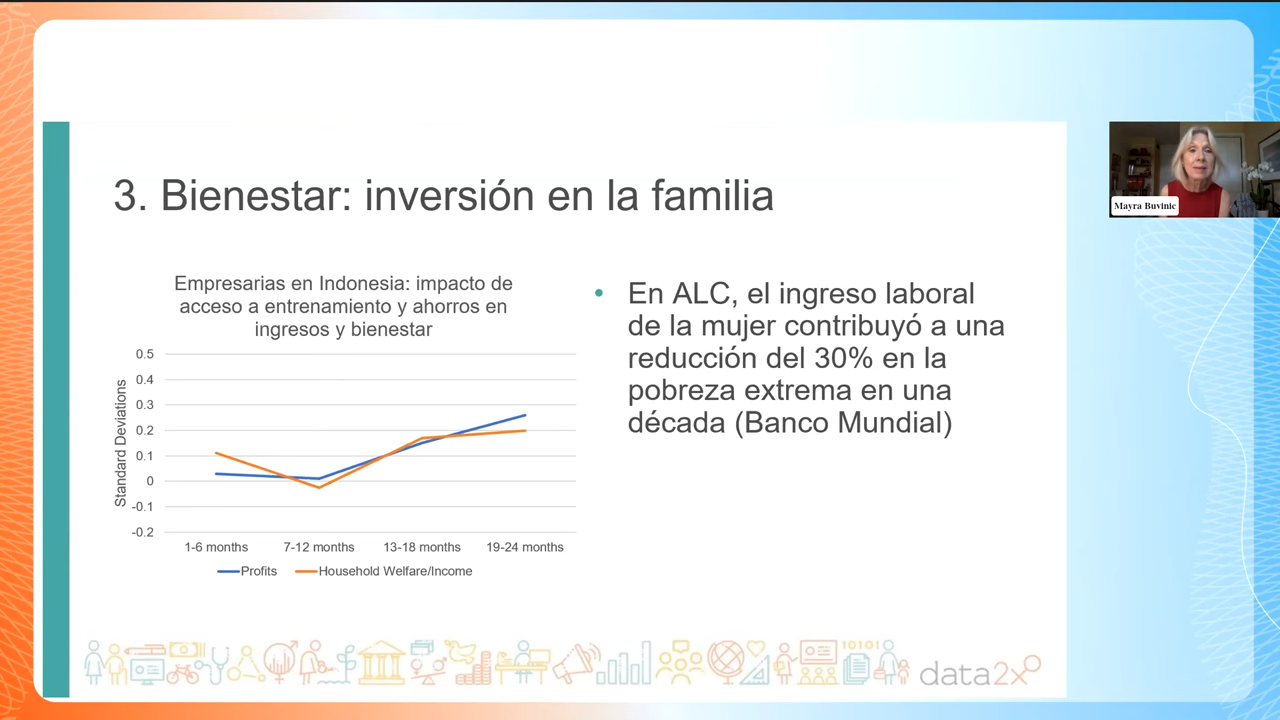 3. Bienestar: inversión en la familia
Mayra Buvinic
Empresarias en Indonesia: impacto de
acceso a entrenamiento y ahorros en
ingresos y bienestar
0.5
0.4
0.3
0.2
0.1
0
-0.1
-0.2
Standard Deviations
1-6 months 7-12 months 13-18 months 19-24 months
Profits Household Welfare/Income
• En ALC, el ingreso laboral
de la mujer contribuyó a una
reducción del 30% en la
pobreza extrema en una
década (Banco Mundial)
10101
data2x